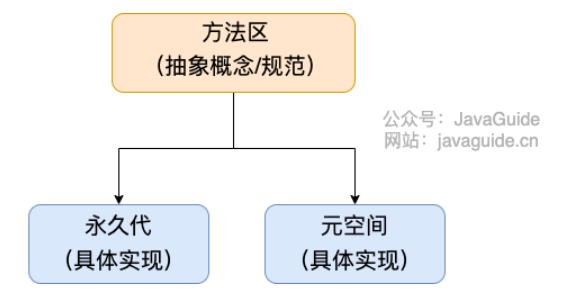 方法区
（抽象概念/规范）
公众号：JavaGuide
网站：javaguide.cn
永久代
（具体实现）
元空间
（具体实现）